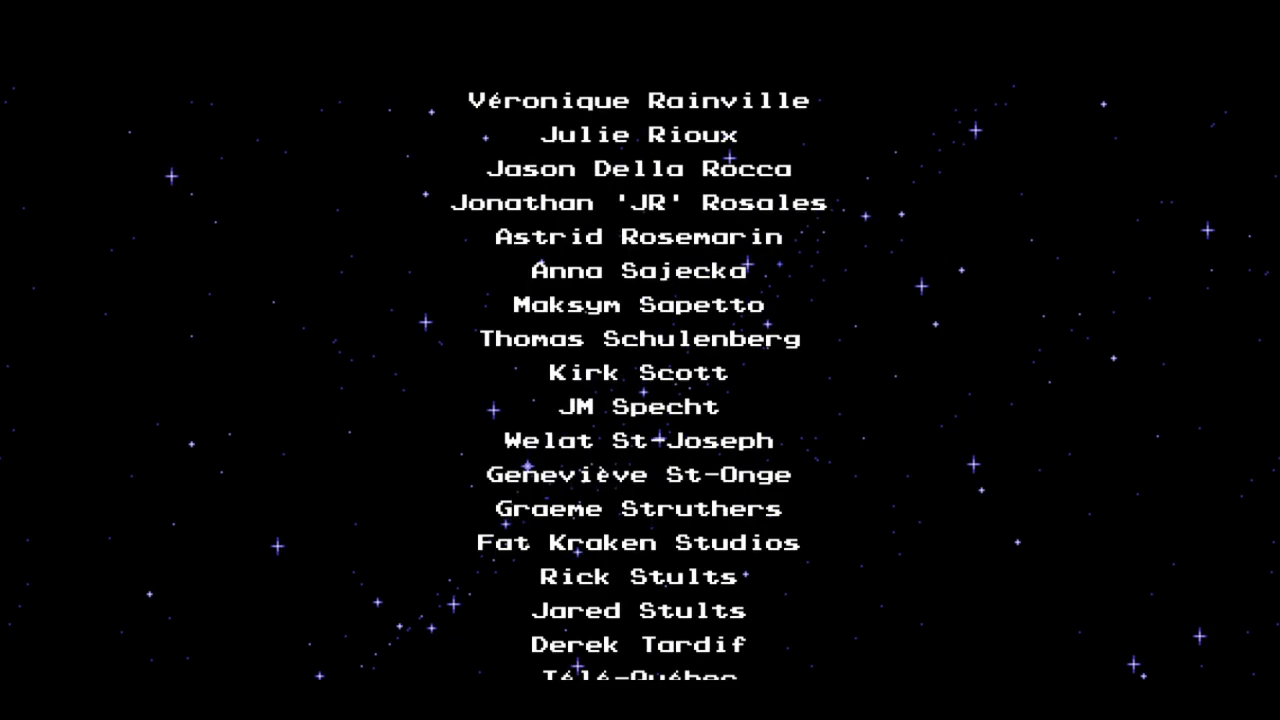 Véronique Rainville
Julie Rioux
Jason Della Rocca
Jonathan 'JR' Rosales
Astrid Rosemarin
Anna Sajecka
Maksym Sapetto
Thomas Schulenberg
Kirk Scott
JM Specht
Welat St-Joseph
Geneviève St-Onge
Graeme Struthers
Fat Kraken Studios
Rick Stults
Jared Stults
Derek Tardif
Télé-Québec